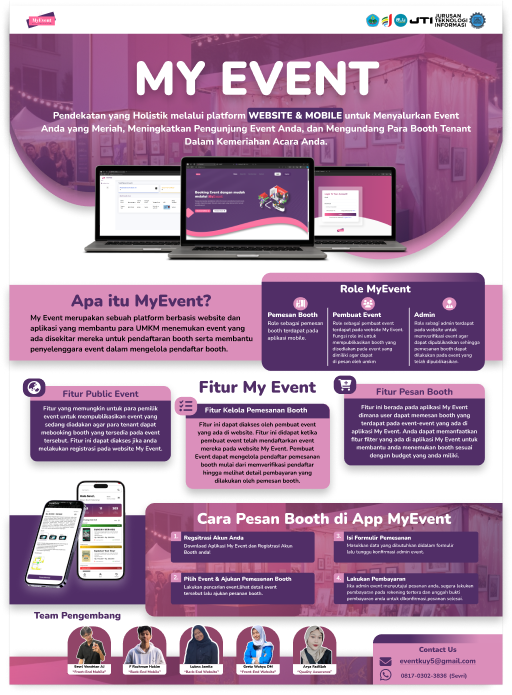 MyEvent
JTI JURUSAN
TEKNOLOGI
INFORMASI
MY EVENT
Pendekatan yang Holistik melalui platform WEBSITE & MOBILE untuk Menyalurkan Event
Anda yang Meriah, Meningkatkan Pengunjung Event Anda, dan Mengundang Para Booth Tenant
Dalam Kemeriahan Acara Anda.
Booking Event dengan mudah
melalui MyEvent
Apa itu MyEvent?
My Event merupakan sebuah platform berbasis website dan
aplikasi yang membantu para UMKM menemukan event yang
ada disekitar mereka untuk pendaftaran booth serta membantu
penyelenggara event dalam mengelola pendaftar booth.
Role MyEvent
Pemesan Booth
Role sebagai pemesan
booth terdapat pada
aplikasi mobile.
Pembuat Event
Role sebagai pembuat event
terdapat pada website My Event.
Fungsi role ini untuk
mempublikasikan booth yang
disediakan pada event yang
dimiliki agar dapat
di pesan oleh umkm
Admin
Role sebagi admin terdapat
pada website untuk
memverifikasi event agar
dapat dipublikasikan sehingga
pemesanan booth dapat
dilakukan pada event yang
telah dipublikasikan
Fitur Public Event
Fitur yang memungkin untuk para pemilik
event untuk mempublikasikan event yang
sedang diadakan agar para tenant dapat
mebooking booth yang tersedia pada event
tersebut. Fitur ini dapat diakses jika anda
melakukan registrasi pada website My Event.
Fitur My Event
Fitur Kelola Pemesanan Booth
Fitur ini dapat diakses oleh pembuat event
yang ada di website. Fitur ini didapat ketika
pembuat event telah mendaftarkan event
mereka pada website My Event. Pembuat
Event dapat mengelola pendaftar pemesanan
booth mulai dari memverifikasi pendaftar
hingga melihat detail pembayaran yang
dilakukan oleh pemesan booth.
Fitur Pesan Booth
Fitur ini berada pada aplikasi My Event
dimana user dapat memesan booth yang
terdapat pada event-event yang ada di
aplikasi My Event. Anda dapat memanfaatkan
fitur filter yang ada di aplikasi My Event untuk
membantu anda menemukan booth sesuai
dengan budget yang anda miliki.
Cara Pesan Booth di App MyEvent
1. Regsitrasi Akun Anda
Download Aplikasi My Event dan Registrasi Akun
Booth anda!
2. Pilih Event & Ajukan Pemesanan Booth
Lakukan pencarian event,lihat detail event
tersebut lalu ajukan pesanan booth.
3. Isi Formulir Pemesanan
Masukkan data yang dibutuhkan didalam formulir
lalu tunggu konfirmasi admin event.
4. Lakukan Pembayaran
Jika admin event menyetujui pesanan anda, segera lakukan
pembayaran pada rekening tertera dan unggah bukti
pembayaran anda untuk dikonfirmasi pesanan selesai.
Team Pengembang
F Rachman Hakim
"Back End Mobile"
"Back End Website"
"Front End Website"
Arya Fadillah
"Quality Assurance"
"Front End Mobile"
Contact Us
eventkuy5@gmail.com
0817-0302-3836 (Sevri)